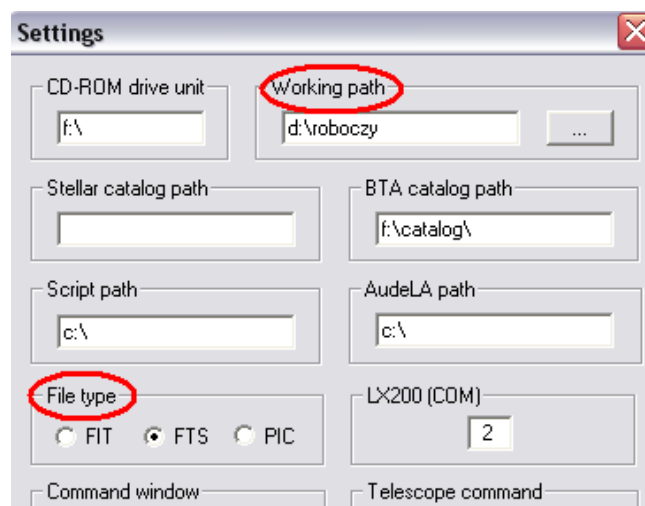 Settings
CD-ROM drive unit
Working path
f:\
d:\roboczy
...
Stellar catalog path
BTA catalog path
f:\catalog\
Script path
AudeLA path
c:\
c:\
File type
LX200 (COM)
FIT FTS PIC
2
Command window
Telescope command